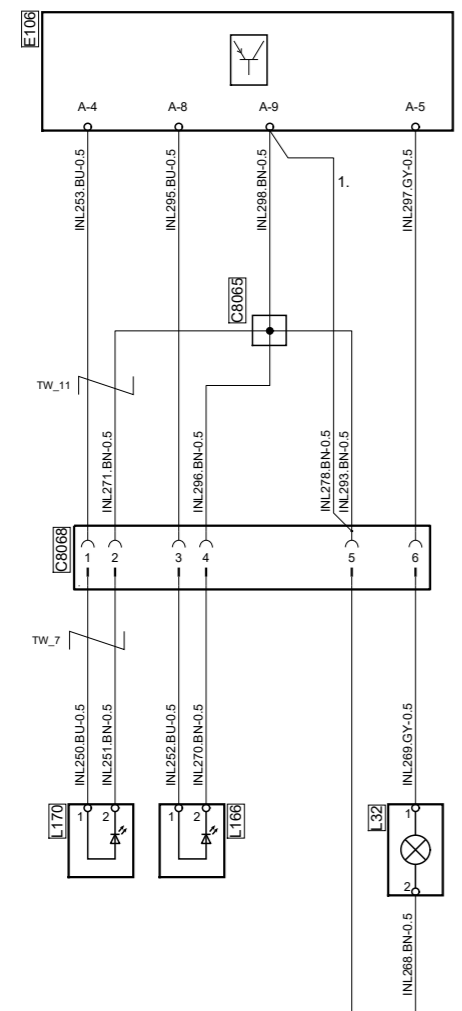 E106
A-4
A-8
A-9
A-5
INL253.BU-0.5
INL295.BU-0.5
INL298.BN-0.5
1.
INL297.GY-0.5
C8065
TW_11
INL271.BN-0.5
INL296.BN-0.5
INL278.BN-0.5
INL293.BN-0.5
C8068
1
2
3
4
5
6
TW_7
INL250.BU-0.5
INL251.BN-0.5
INL252.BU-0.5
INL270.BN-0.5
INL269.GY-0.5
L170
1
2
1
2
L166
L32
1
2
INL268.BN-0.5